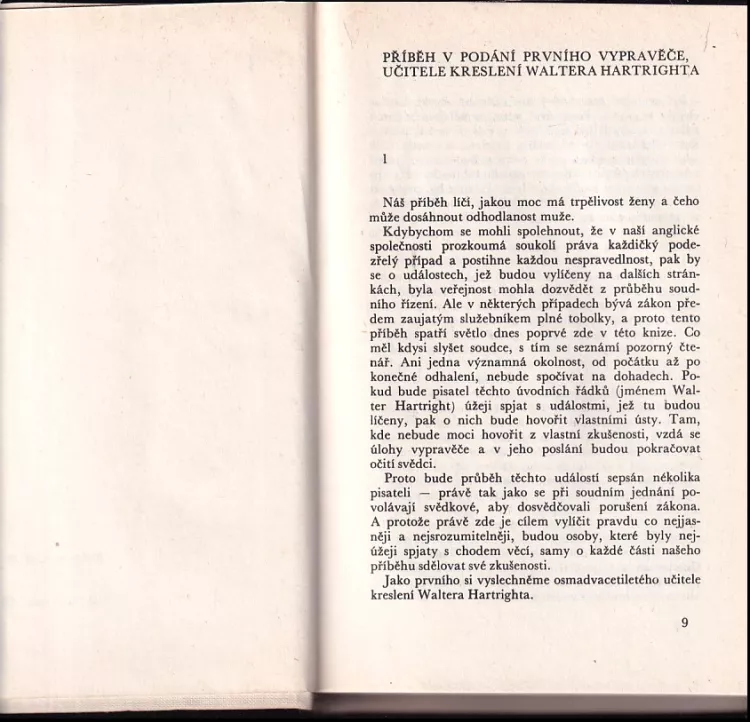 PŘÍBĚH V PODÁNÍ PRVNÍHO VYPRAVĚČE,
UČITELE KRESLENÍ WALTERA HARTRIGHTA
1
Náš příběh líčí, jakou moc má trpělivost ženy a čeho
může dosáhnout odhodlanost muže.
Kdybychom se mohli spolehnout, že v naší anglické
společnosti prozkoumá soukolí práva každičký pode-
zřelý případ a postihne každou nespravedlnost, pak by
se o událostech, jež budou vylíčeny na dalších strán-
kách, byla veřejnost mohla dozvědět z průběhu soud-
ního řízení. Ale v některých případech bývá zákon pře-
dem zaujatým služebníkem plné tobolky, a proto tento
příběh spatří světlo dnes poprvé zde v této knize. Co
měl kdysi slyšet soudce, s tím se seznámí pozorný čte-
nář. Ani jedna významná okolnost, od počátku až po
konečné odhalení, nebude spočívat na dohadech. Po-
kud bude pisatel těchto úvodních řádků (jménem Wal-
ter Hartright) úžeji spjat s událostmi, jež tu budou
líčeny, pak o nich bude hovořit vlastními ústy. Tam,
kde nebude moci hovořit z vlastní zkušenosti, vzdá se
úlohy vypravěče a v jeho poslání budou pokračovat
očití svědci.
Proto bude průběh těchto událostí sepsán několika
pisateli — právě tak jako se při soudním jednání po-
volávají svědkové, aby dosvědčovali porušení zákona.
A protože právě zde je cílem vylíčit pravdu co nejjas-
něji a nejsrozumitelněji, budou osoby, které byly nej-
úžeji spjaty s chodem věcí, samy o každé části našeho
příběhu sdělovat své zkušenosti.
Jako prvního si vyslechněme osmadvacetiletého učitele
kreslení Waltera Hartrighta.
9